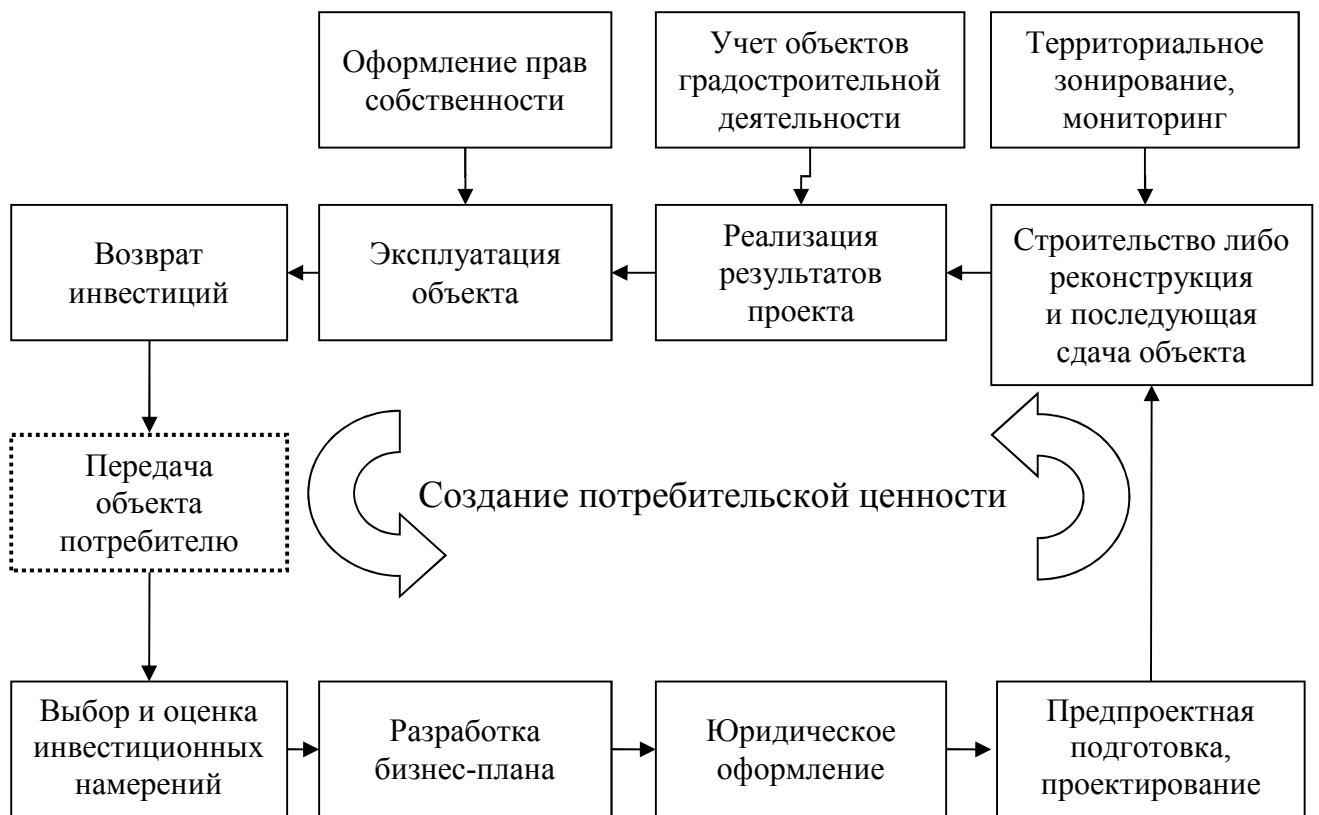 Оформление прав
собственности
Учет объектов
градостроительной
деятельности
Территориальное
зонирование,
мониторинг
Возврат
инвестиций
Эксплуатация
объекта
Реализация
результатов
проекта
Строительство либо
реконструкция
и последующая
сдача объекта
Передача
объекта
потребителю
Создание потребительской ценности
Выбор и оценка
инвестиционных
намерений
Разработка
бизнес-плана
Юридическое
оформление
Предпроектная
подготовка,
проектирование